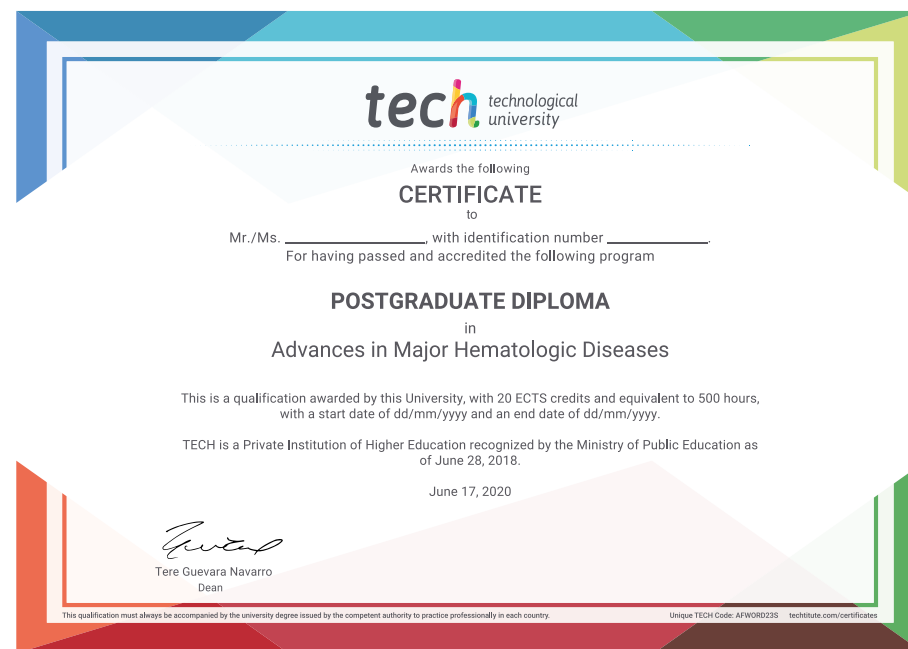 tech technological
university
Awards the following
CERTIFICATE
to
Mr./Ms. ____________________, with identification number ______________.
For having passed and accredited the following program
POSTGRADUATE DIPLOMA
in
Advances in Major Hematologic Diseases
This is a qualification awarded by this University, with 20 ECTS credits and equivalent to 500 hours,
with a start date of dd/mm/yyyy and an end date of dd/mm/yyyy.
TECH is a Private Institution of Higher Education recognized by the Ministry of Public Education as
of June 28, 2018.
June 17, 2020
Tere Guevara Navarro
Dean
This qualification must always be accompanied by the university degree issued by the competent authority to practice professionally in each country. Unique TECH Code: AFWORD23S techtitute.com/certificates